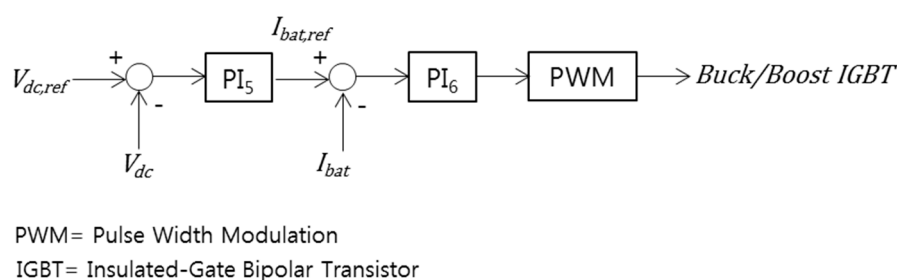 I_bat,ref
V_dc,ref
+
-
PI₅
+
-
PI₆
PWM
Buck/Boost IGBT
V_dc
I_bat
PWM= Pulse Width Modulation
IGBT= Insulated-Gate Bipolar Transistor